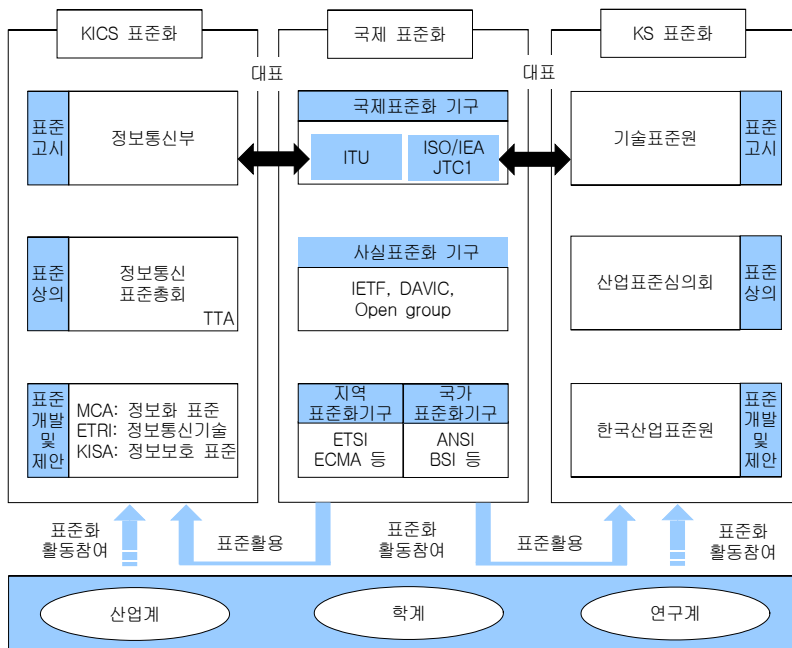 KICS 표준화
국제 표준화
KS 표준화
대표
대표
표준
고시
정보통신부
국제표준화 기구
ITU
ISO/IEA
JTC1
기술표준원
표준
고시
표준
상의
정보통신
표준총회
TTA
사실표준화 기구
IETF, DAVIC,
Open group
산업표준심의회
표준
상의
표준
개발
및
제안
MCA: 정보화 표준
ETRI: 정보통신기술
KISA: 정보보호 표준
지역
표준화기구
ETSI
ECMA 등
국가
표준화기구
ANSI
BSI 등
한국산업표준원
표준
개발
및
제안
표준화
활동참여
표준활용
표준화
활동참여
표준활용
표준화
활동참여
산업계
학계
연구계